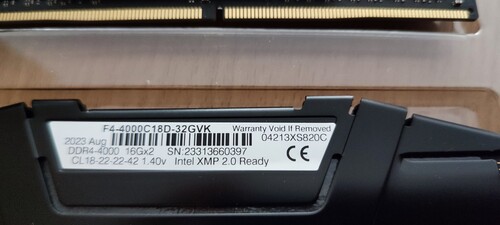 F4-4000C18D-32GVK Warranty Void If Removed
2023 Aug 04213XS820C
DDR4-4000 16Gx2 SN:23313660397
CL18-22-22-42 1.40v Intel XMP 2.0 Ready CE